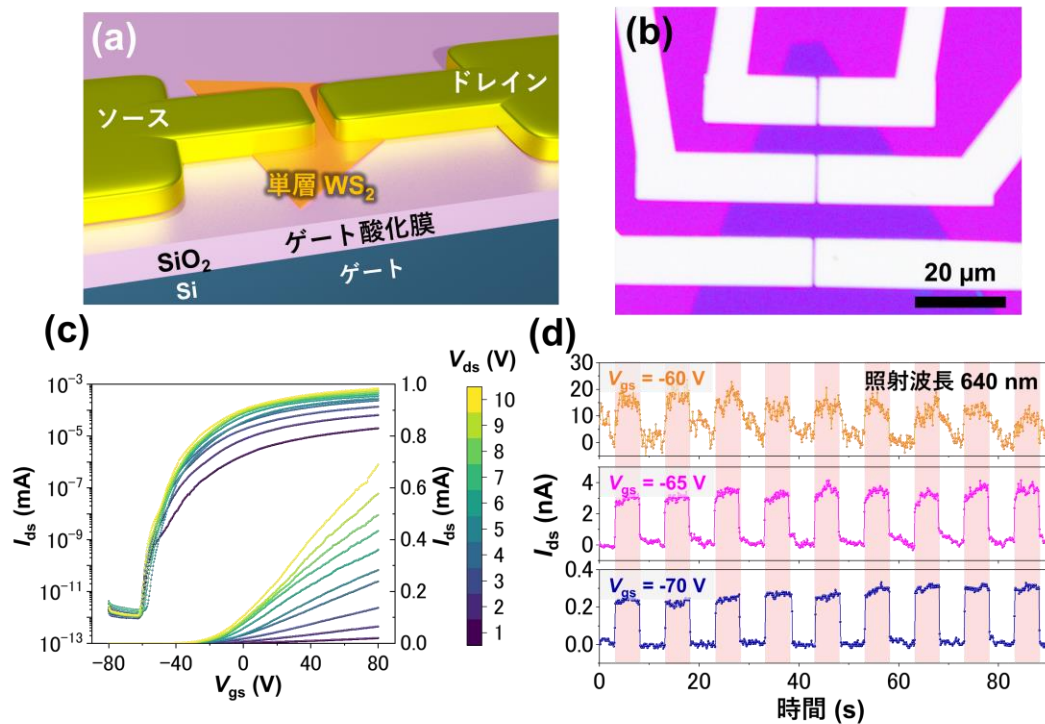 (a)
ソース
ドレイン
単層 WS2
ゲート酸化膜
SiO2
Si
ゲート
(b)
20 µm
(c)
Vds (V)
10⁻³
10⁻⁵
10⁻⁷
10⁻⁹
10⁻¹¹
10⁻¹³
Ids (mA)
−80
−40
0
40
80
Vgs (V)
1.0
0.8
0.6
0.4
0.2
0.0
Ids (mA)
10
9
8
7
6
5
4
3
2
1
(d)
Vgs = -60 V
照射波長 640 nm
30
20
10
0
Vgs = -65 V
4
2
0
Ids (nA)
Vgs = -70 V
0.4
0.2
0.0
0
20
40
60
80
時間 (s)